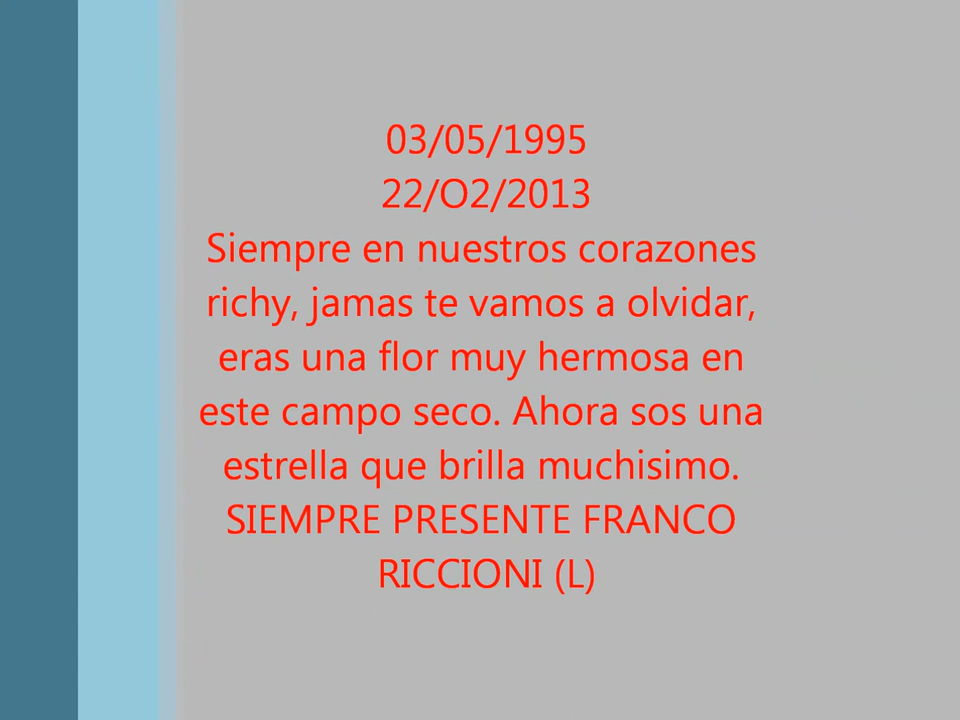 03/05/1995
22/O2/2013
Siempre en nuestros corazones
richy, jamas te vamos a olvidar,
eras una flor muy hermosa en
este campo seco. Ahora sos una
estrella que brilla muchisimo.
SIEMPRE PRESENTE FRANCO
RICCIONI (L)